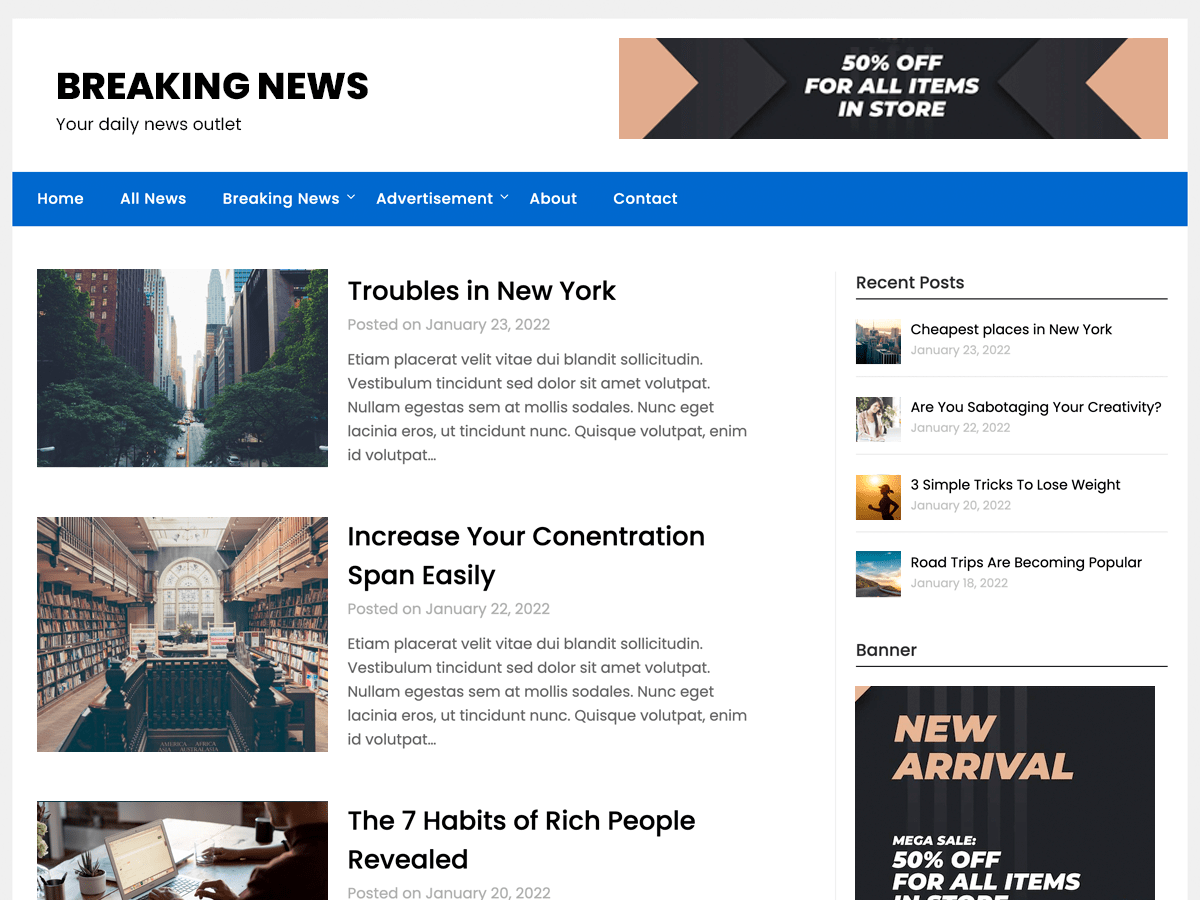 BREAKING NEWS
Your daily news outlet
50% OFF
FOR ALL ITEMS
IN STORE
Home All News Breaking News Advertisement About Contact
Troubles in New York
Posted on January 23, 2022
Etiam placerat velit vitae dui blandit sollicitudin.
Vestibulum tincidunt sed dolor sit amet volutpat.
Nullam egestas sem at mollis sodales. Nunc eget
lacinia eros, ut tincidunt nunc. Quisque volutpat, enim
id volutpat…
Increase Your Conentration
Span Easily
Posted on January 22, 2022
Etiam placerat velit vitae dui blandit sollicitudin.
Vestibulum tincidunt sed dolor sit amet volutpat.
Nullam egestas sem at mollis sodales. Nunc eget
lacinia eros, ut tincidunt nunc. Quisque volutpat, enim
id volutpat…
AMERICA AFRICA
ASIA AUSTRALASIA
The 7 Habits of Rich People
Revealed
Posted on January 20, 2022
Recent Posts
Cheapest places in New York
January 23, 2022
Are You Sabotaging Your Creativity?
January 22, 2022
3 Simple Tricks To Lose Weight
January 20, 2022
Road Trips Are Becoming Popular
January 18, 2022
Banner
NEW
ARRIVAL
MEGA SALE:
50% OFF
FOR ALL ITEMS
IN STORE